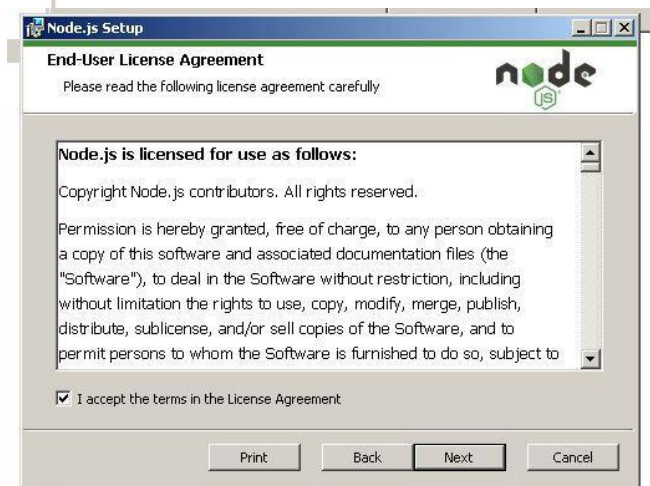 Node.js Setup
End-User License Agreement
Please read the following license agreement carefully
node
JS
Node.js is licensed for use as follows:
Copyright Node.js contributors. All rights reserved.
Permission is hereby granted, free of charge, to any person obtaining
a copy of this software and associated documentation files (the
"Software"), to deal in the Software without restriction, including
without limitation the rights to use, copy, modify, merge, publish,
distribute, sublicense, and/or sell copies of the Software, and to
permit persons to whom the Software is furnished to do so, subject to
I accept the terms in the License Agreement
Print Back Next Cancel